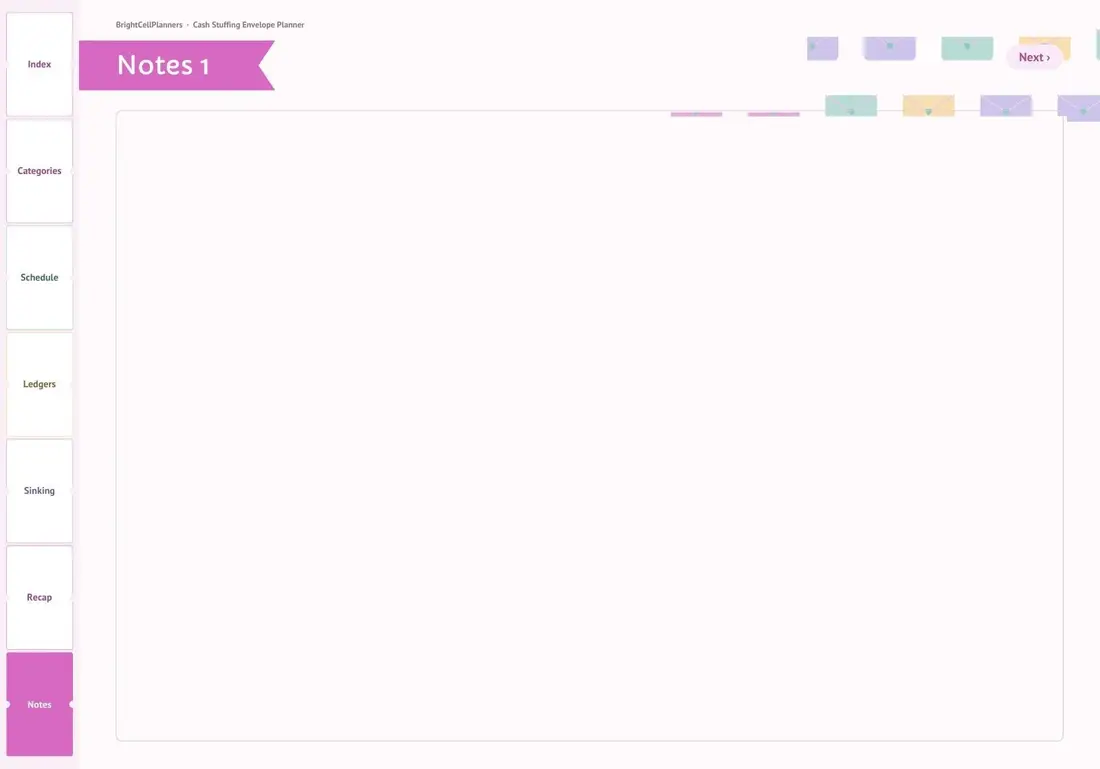 BrightCellPlanners · Cash Stuffing Envelope Planner
Notes 1
Next ›
Index
Categories
Schedule
Ledgers
Sinking
Recap
Notes